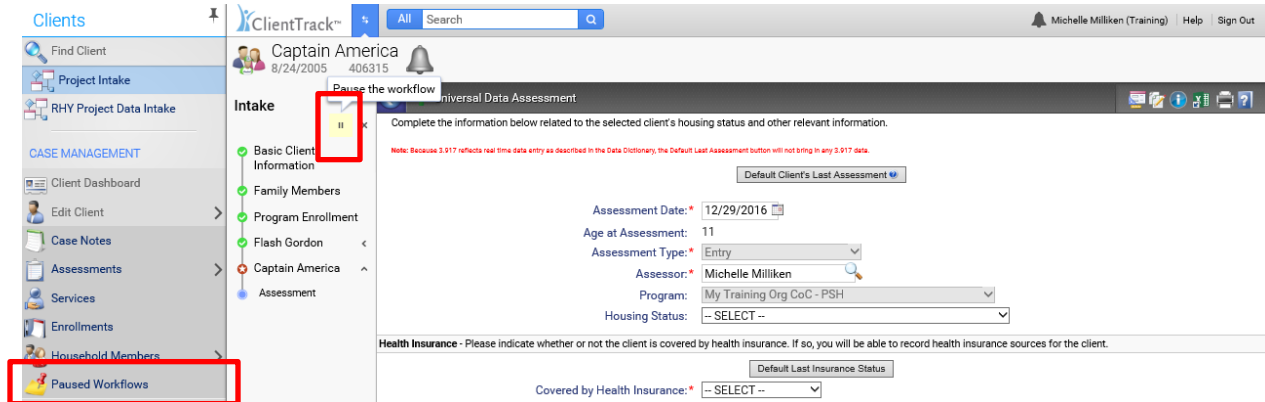 Clients
Find Client
Project Intake
RHY Project Data Intake
CASE MANAGEMENT
Client Dashboard
Edit Client
Case Notes
Assessments
Services
Enrollments
Household Members
Paused Workflows
ClientTrack™
All Search
Michelle Milliken (Training) Help Sign Out
Captain America
8/24/2005 406315
Pause the workflow
Intake
Basic Client
Information
Family Members
Program Enrollment
Flash Gordon
Captain America
Assessment
Universal Data Assessment
Complete the information below related to the selected client's housing status and other relevant information.
Note: Because 3.917 reflects real time data entry as described in the Data Dictionary, the Default Last Assessment button will not bring in any 3.917 data.
Default Client's Last Assessment
Assessment Date:* 12/29/2016
Age at Assessment: 11
Assessment Type:* Entry
Assessor:* Michelle Milliken
Program: My Training Org CoC - PSH
Housing Status: -- SELECT --
Health Insurance - Please indicate whether or not the client is covered by health insurance. If so, you will be able to record health insurance sources for the client.
Default Last Insurance Status
Covered by Health Insurance:* -- SELECT --